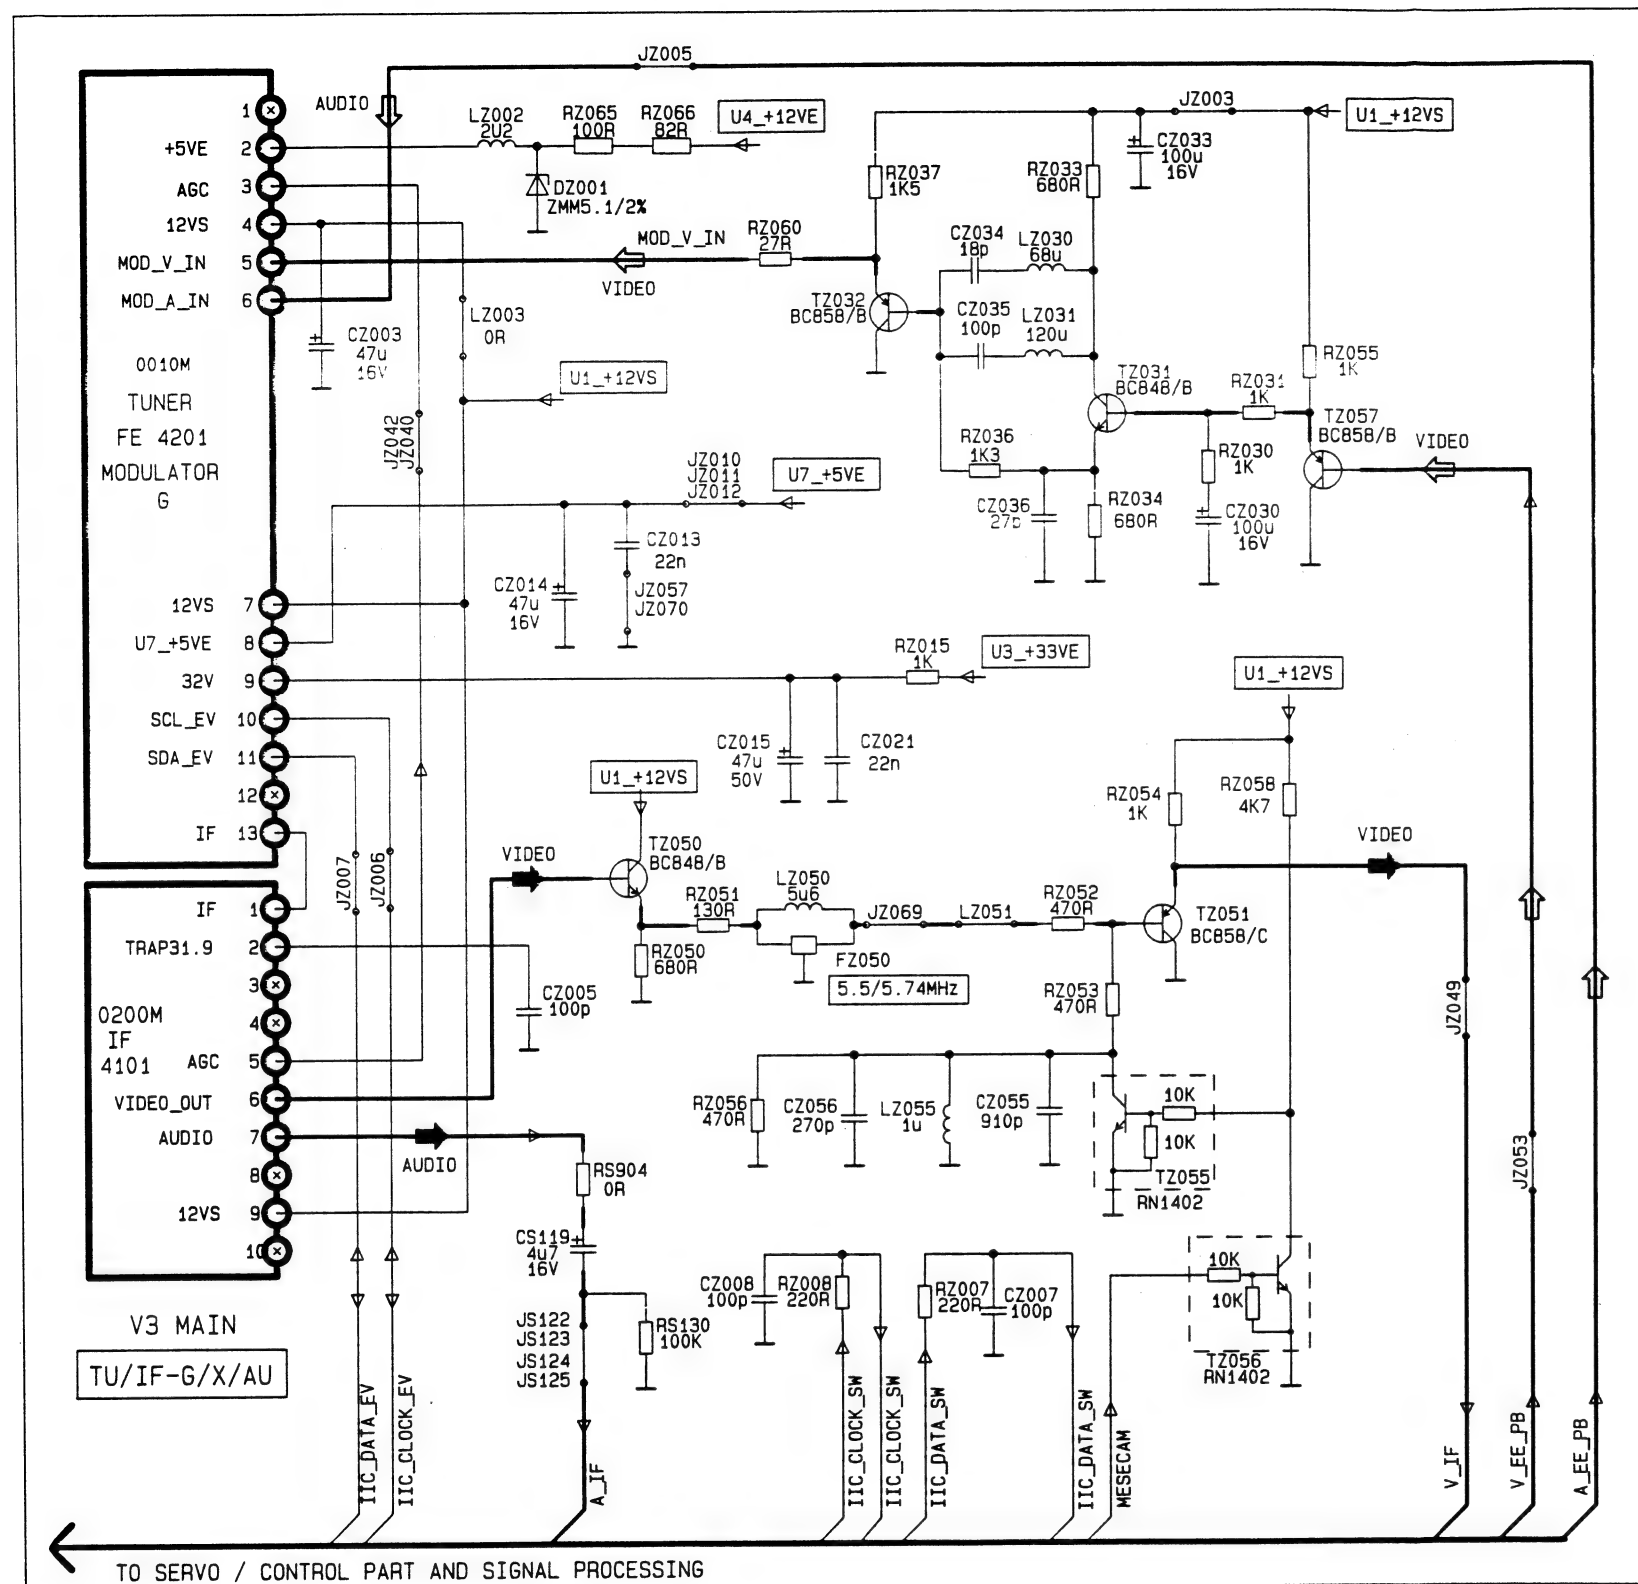 JZ005
AUDIO
1
+5VE 2
AGC 3
12VS 4
MOD_V_IN 5
MOD_A_IN 6
0010M
TUNER
FE 4201
MODULATOR
G
12VS 7
U7_+5VE 8
32V 9
SCL_EV 10
SDA_EV 11
12
IF 13
LZ002
2U2
RZ065
100R
RZ066
82R
U4_+12VE
DZ001
ZMM5.1/2%
MOD_V_IN
VIDEO
RZ060
27R
CZ003
47u
16V
LZ003
0R
U1_+12VS
JZ042
JZ040
JZ010
JZ011
JZ012
U7_+5VE
CZ013
22n
CZ014
47u
16V
JZ057
JZ070
JZ003
U1_+12VS
RZ037
1K5
RZ033
680R
CZ033
100u
16V
CZ034
18p
LZ030
68u
TZ032
BC858/B
CZ035
100p
LZ031
120u
TZ031
BC848/B
RZ031
1K
RZ055
1K
TZ057
BC858/B
VIDEO
RZ036
1K3
RZ030
1K
CZ036
27p
RZ034
680R
CZ030
100u
16V
RZ015
1K
U3_+33VE
CZ015
47u
50V
CZ021
22n
U1_+12VS
U1_+12VS
RZ054
1K
RZ058
4K7
VIDEO
TZ050
BC848/B
VIDEO
JZ007
JZ006
RZ051
130R
LZ050
5u6
JZ069
LZ051
RZ052
470R
TZ051
BC858/C
RZ050
680R
FZ050
5.5/5.74MHz
RZ053
470R
JZ049
IF 1
TRAP31.9 2
3
4
0200M
IF
4101
AGC 5
VIDEO_OUT 6
AUDIO 7
8
12VS 9
10
CZ005
100p
AUDIO
RZ056
470R
CZ056
270p
LZ055
1u
CZ055
910p
10K
10K
TZ055
RN1402
JZ053
RS904
0R
CS119
4u7
16V
JS122
JS123
JS124
JS125
RS130
100K
CZ008
100p
RZ008
220R
RZ007
220R
CZ007
100p
10K
10K
TZ056
RN1402
V3 MAIN
TU/IF-G/X/AU
IIC_DATA_EV
IIC_CLOCK_EV
A_IF
IIC_CLOCK_SW
IIC_CLOCK_SW
IIC_DATA_SW
IIC_DATA_SW
MESECAM
V_IF
V_EE_PB
A_EE_PB
TO SERVO / CONTROL PART AND SIGNAL PROCESSING